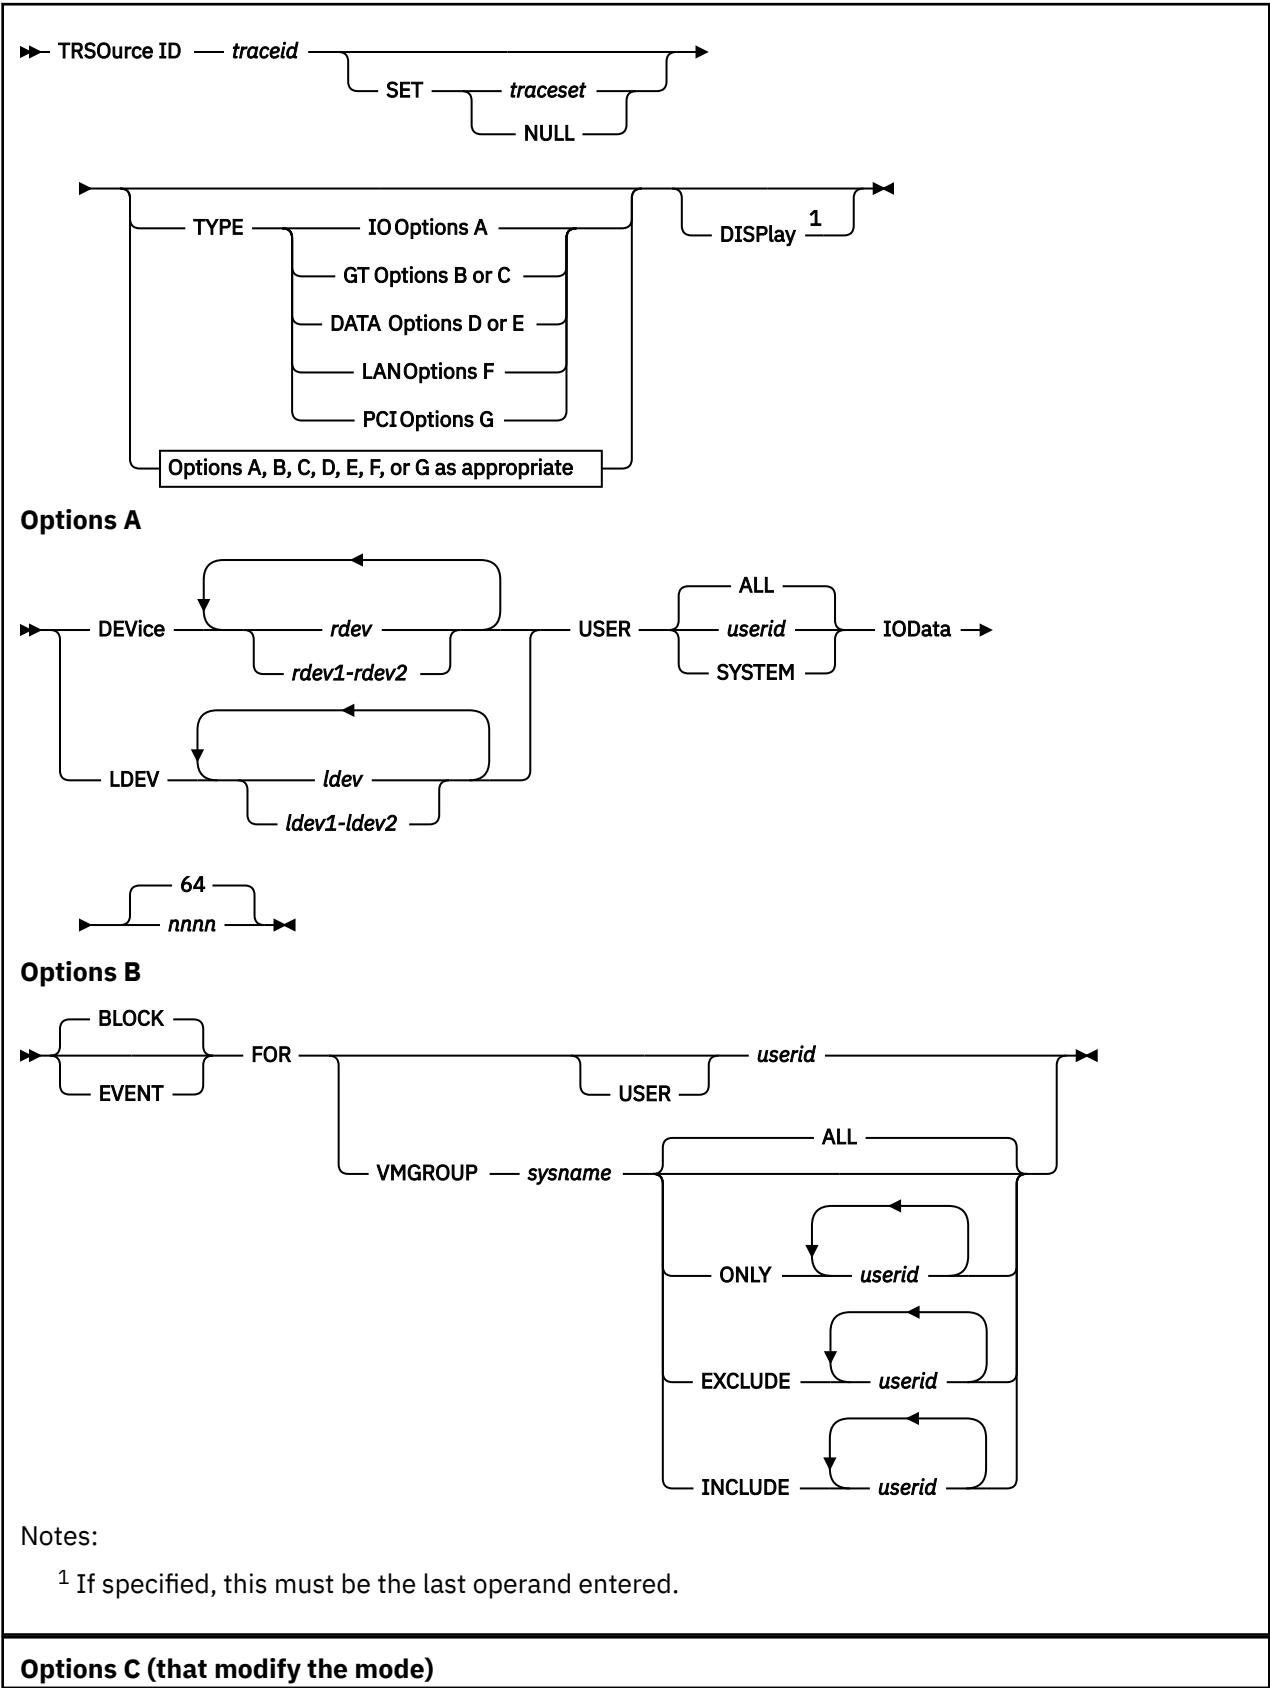 TRSOurce ID traceid
SET traceset
NULL
TYPE IO Options A
DISPlay 1
GT Options B or C
DATA Options D or E
LAN Options F
PCI Options G
Options A, B, C, D, E, F, or G as appropriate
Options A
ALL
DEVice rdev USER userid IOData
rdev1-rdev2 SYSTEM
LDEV ldev
ldev1-ldev2
64
nnnn
Options B
BLOCK
FOR userid
EVENT USER
ALL
VMGROUP sysname
ONLY userid
EXCLUDE userid
INCLUDE userid
Notes:
1 If specified, this must be the last operand entered.
Options C (that modify the mode)